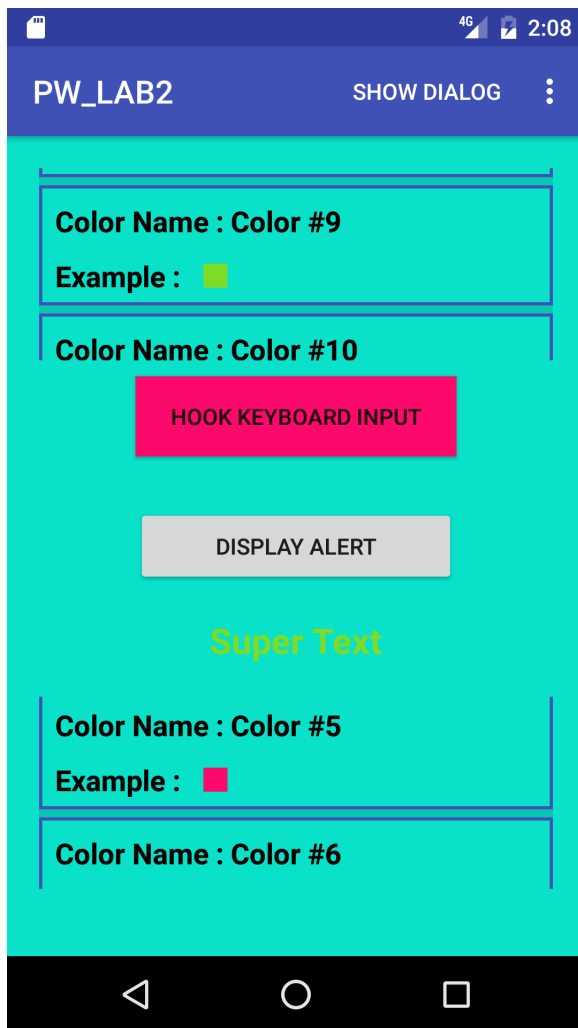 4G 2:08
PW_LAB2 SHOW DIALOG
Color Name : Color #9
Example :
Color Name : Color #10
HOOK KEYBOARD INPUT
DISPLAY ALERT
Super Text
Color Name : Color #5
Example :
Color Name : Color #6